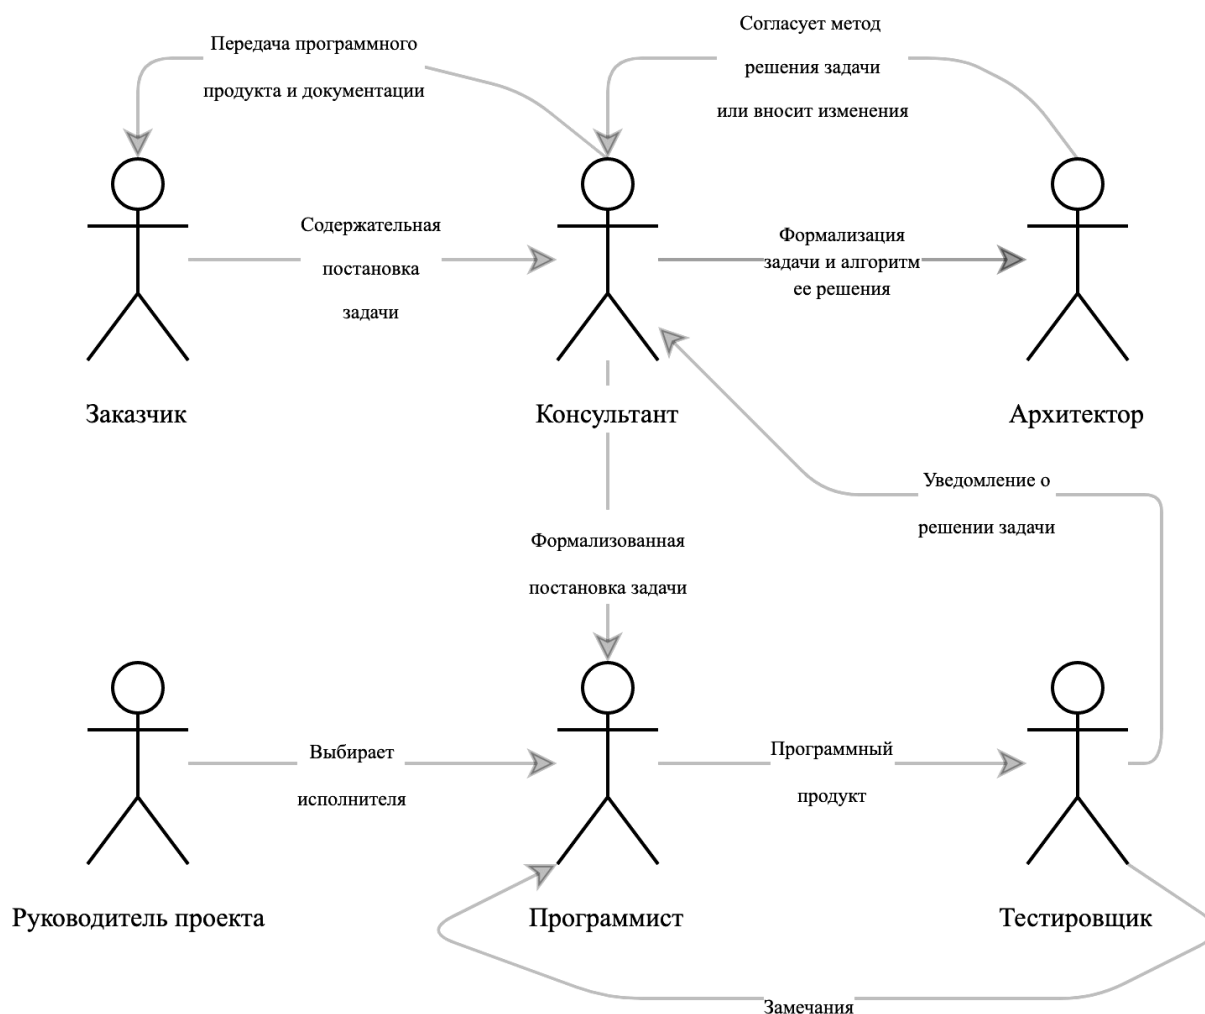 Передача программного
продукта и документации
Согласует метод
решения задачи
или вносит изменения
Содержательная
постановка
задачи
Формализация
задачи и алгоритм
ее решения
Заказчик
Консультант
Архитектор
Уведомление о
решении задачи
Формализованная
постановка задачи
Выбирает
исполнителя
Программный
продукт
Руководитель проекта
Программист
Тестировщик
Замечания